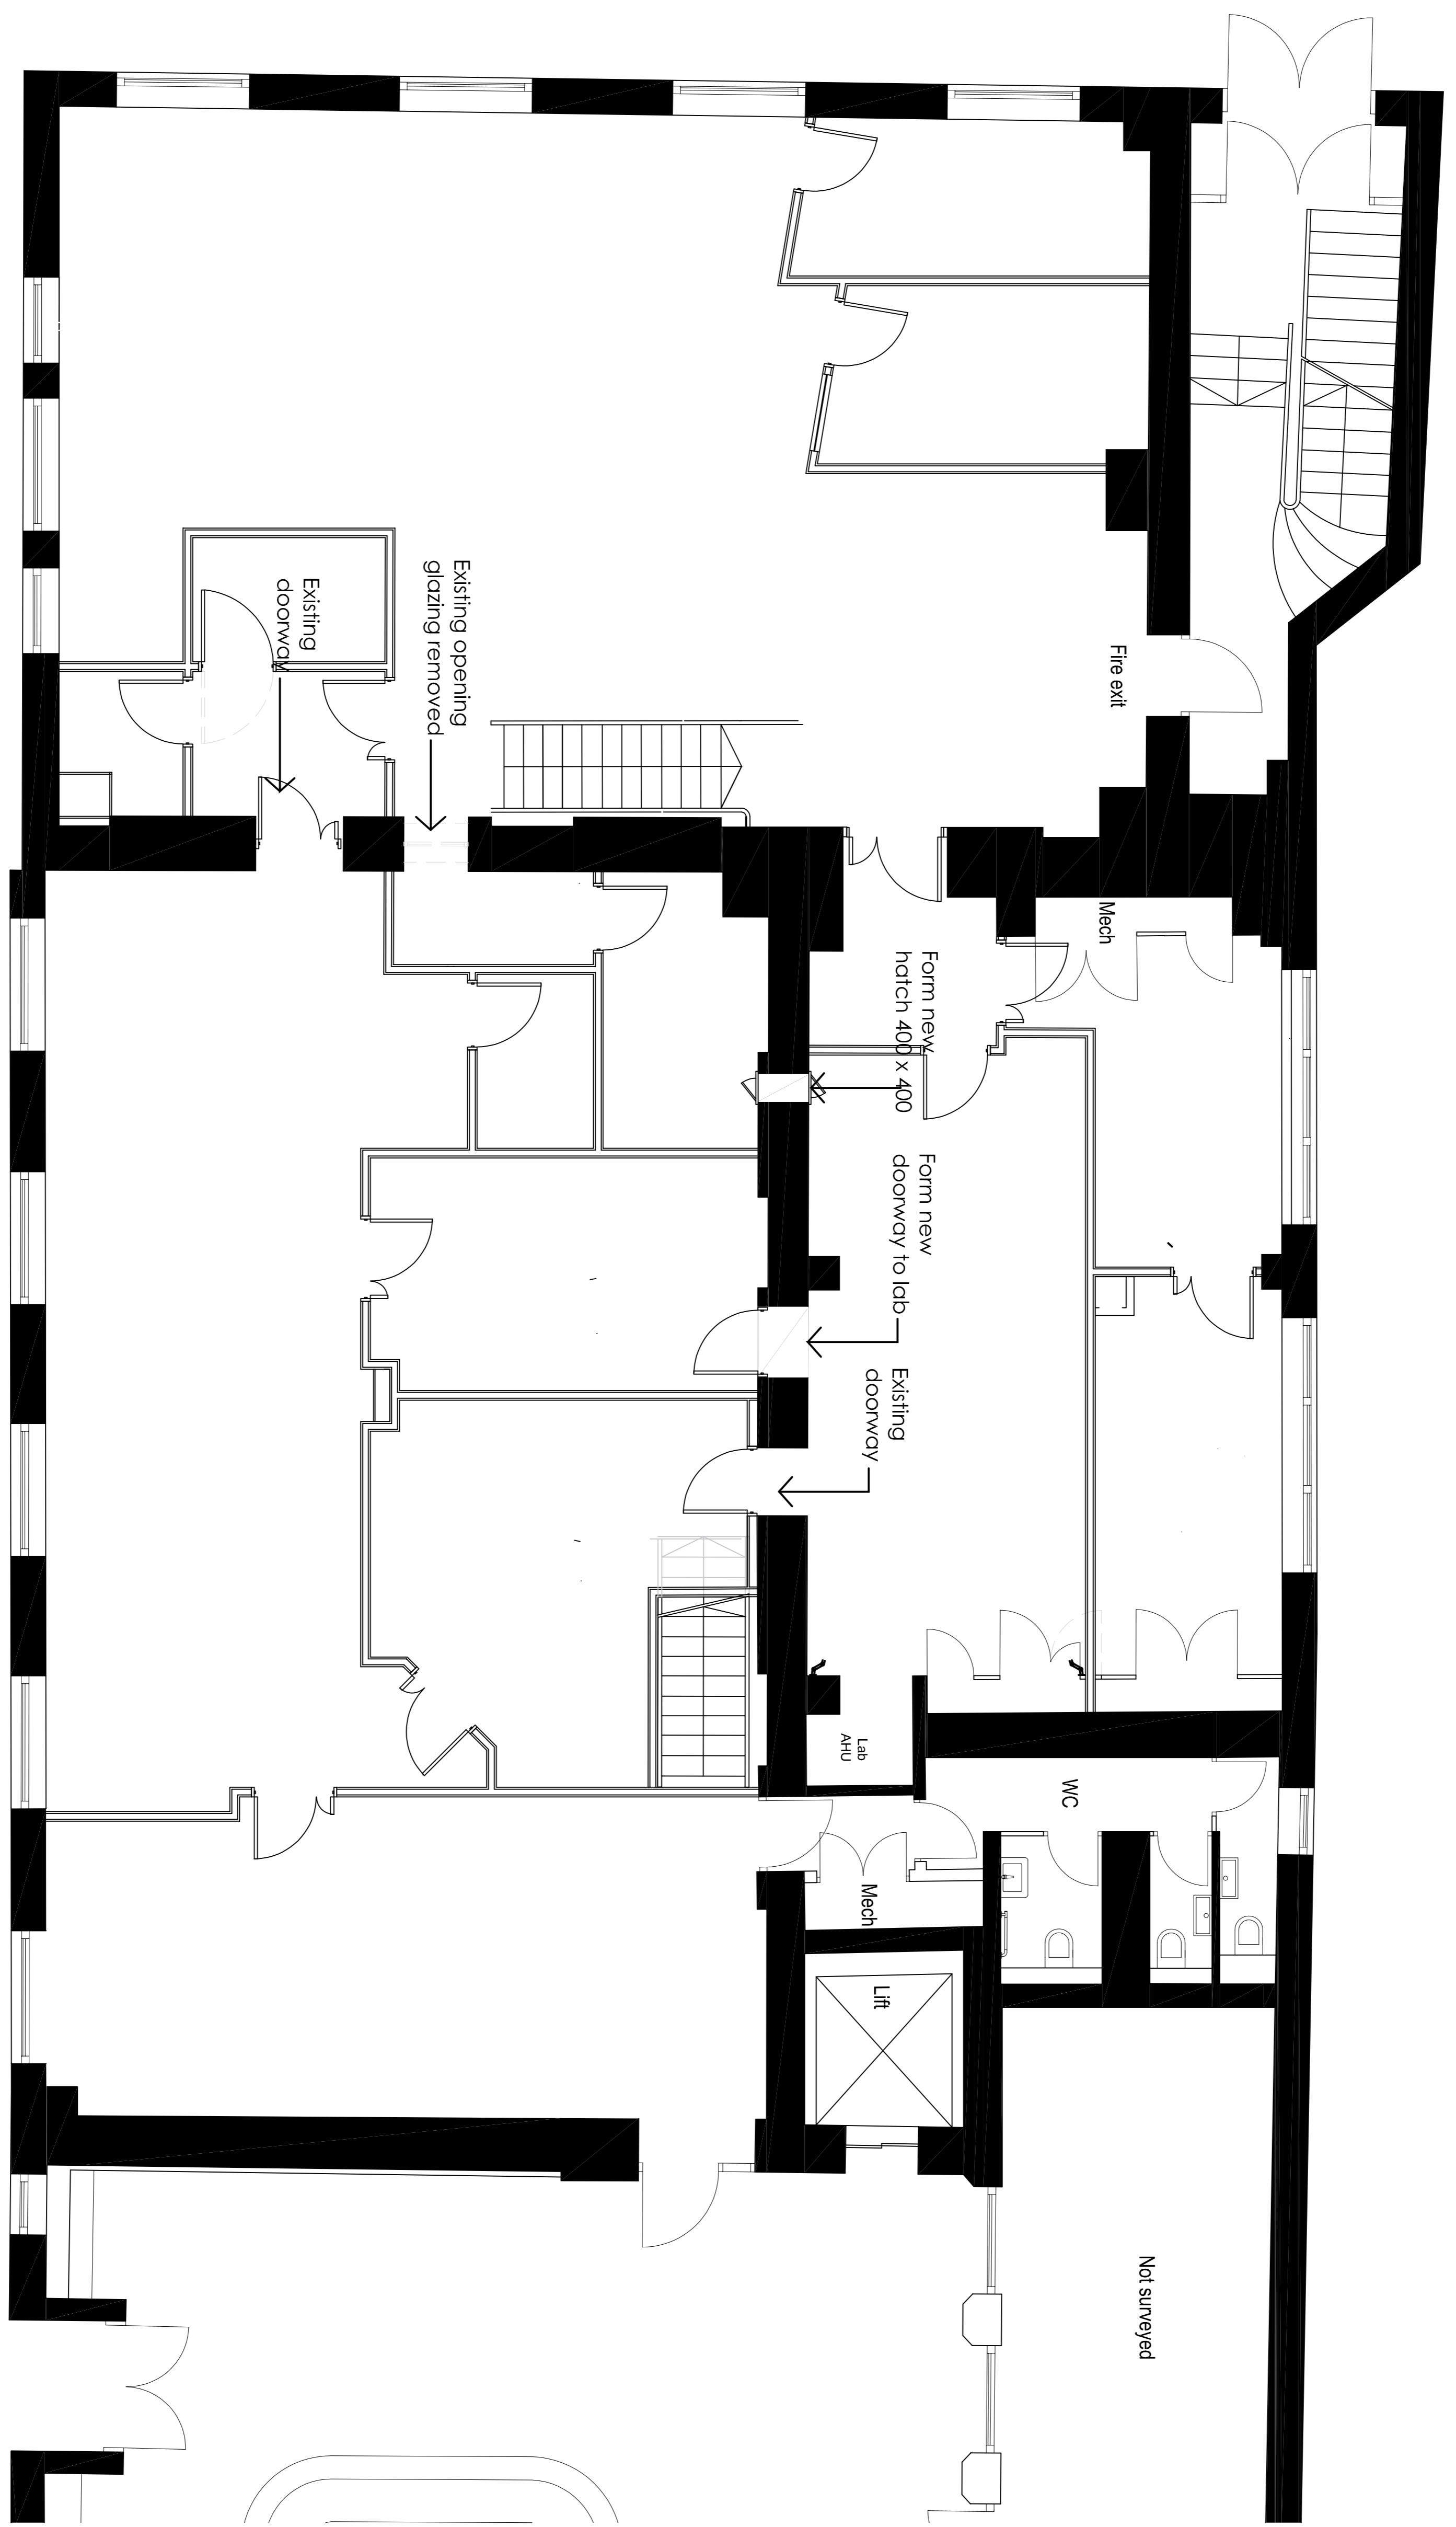 Existing
doorway
Existing opening
glazing removed
Fire exit
Mech
Form new
hatch 400 x 400
Form new
doorway to lab
Existing
doorway
Lab
AHU
WC
Mech
Lift
Not surveyed